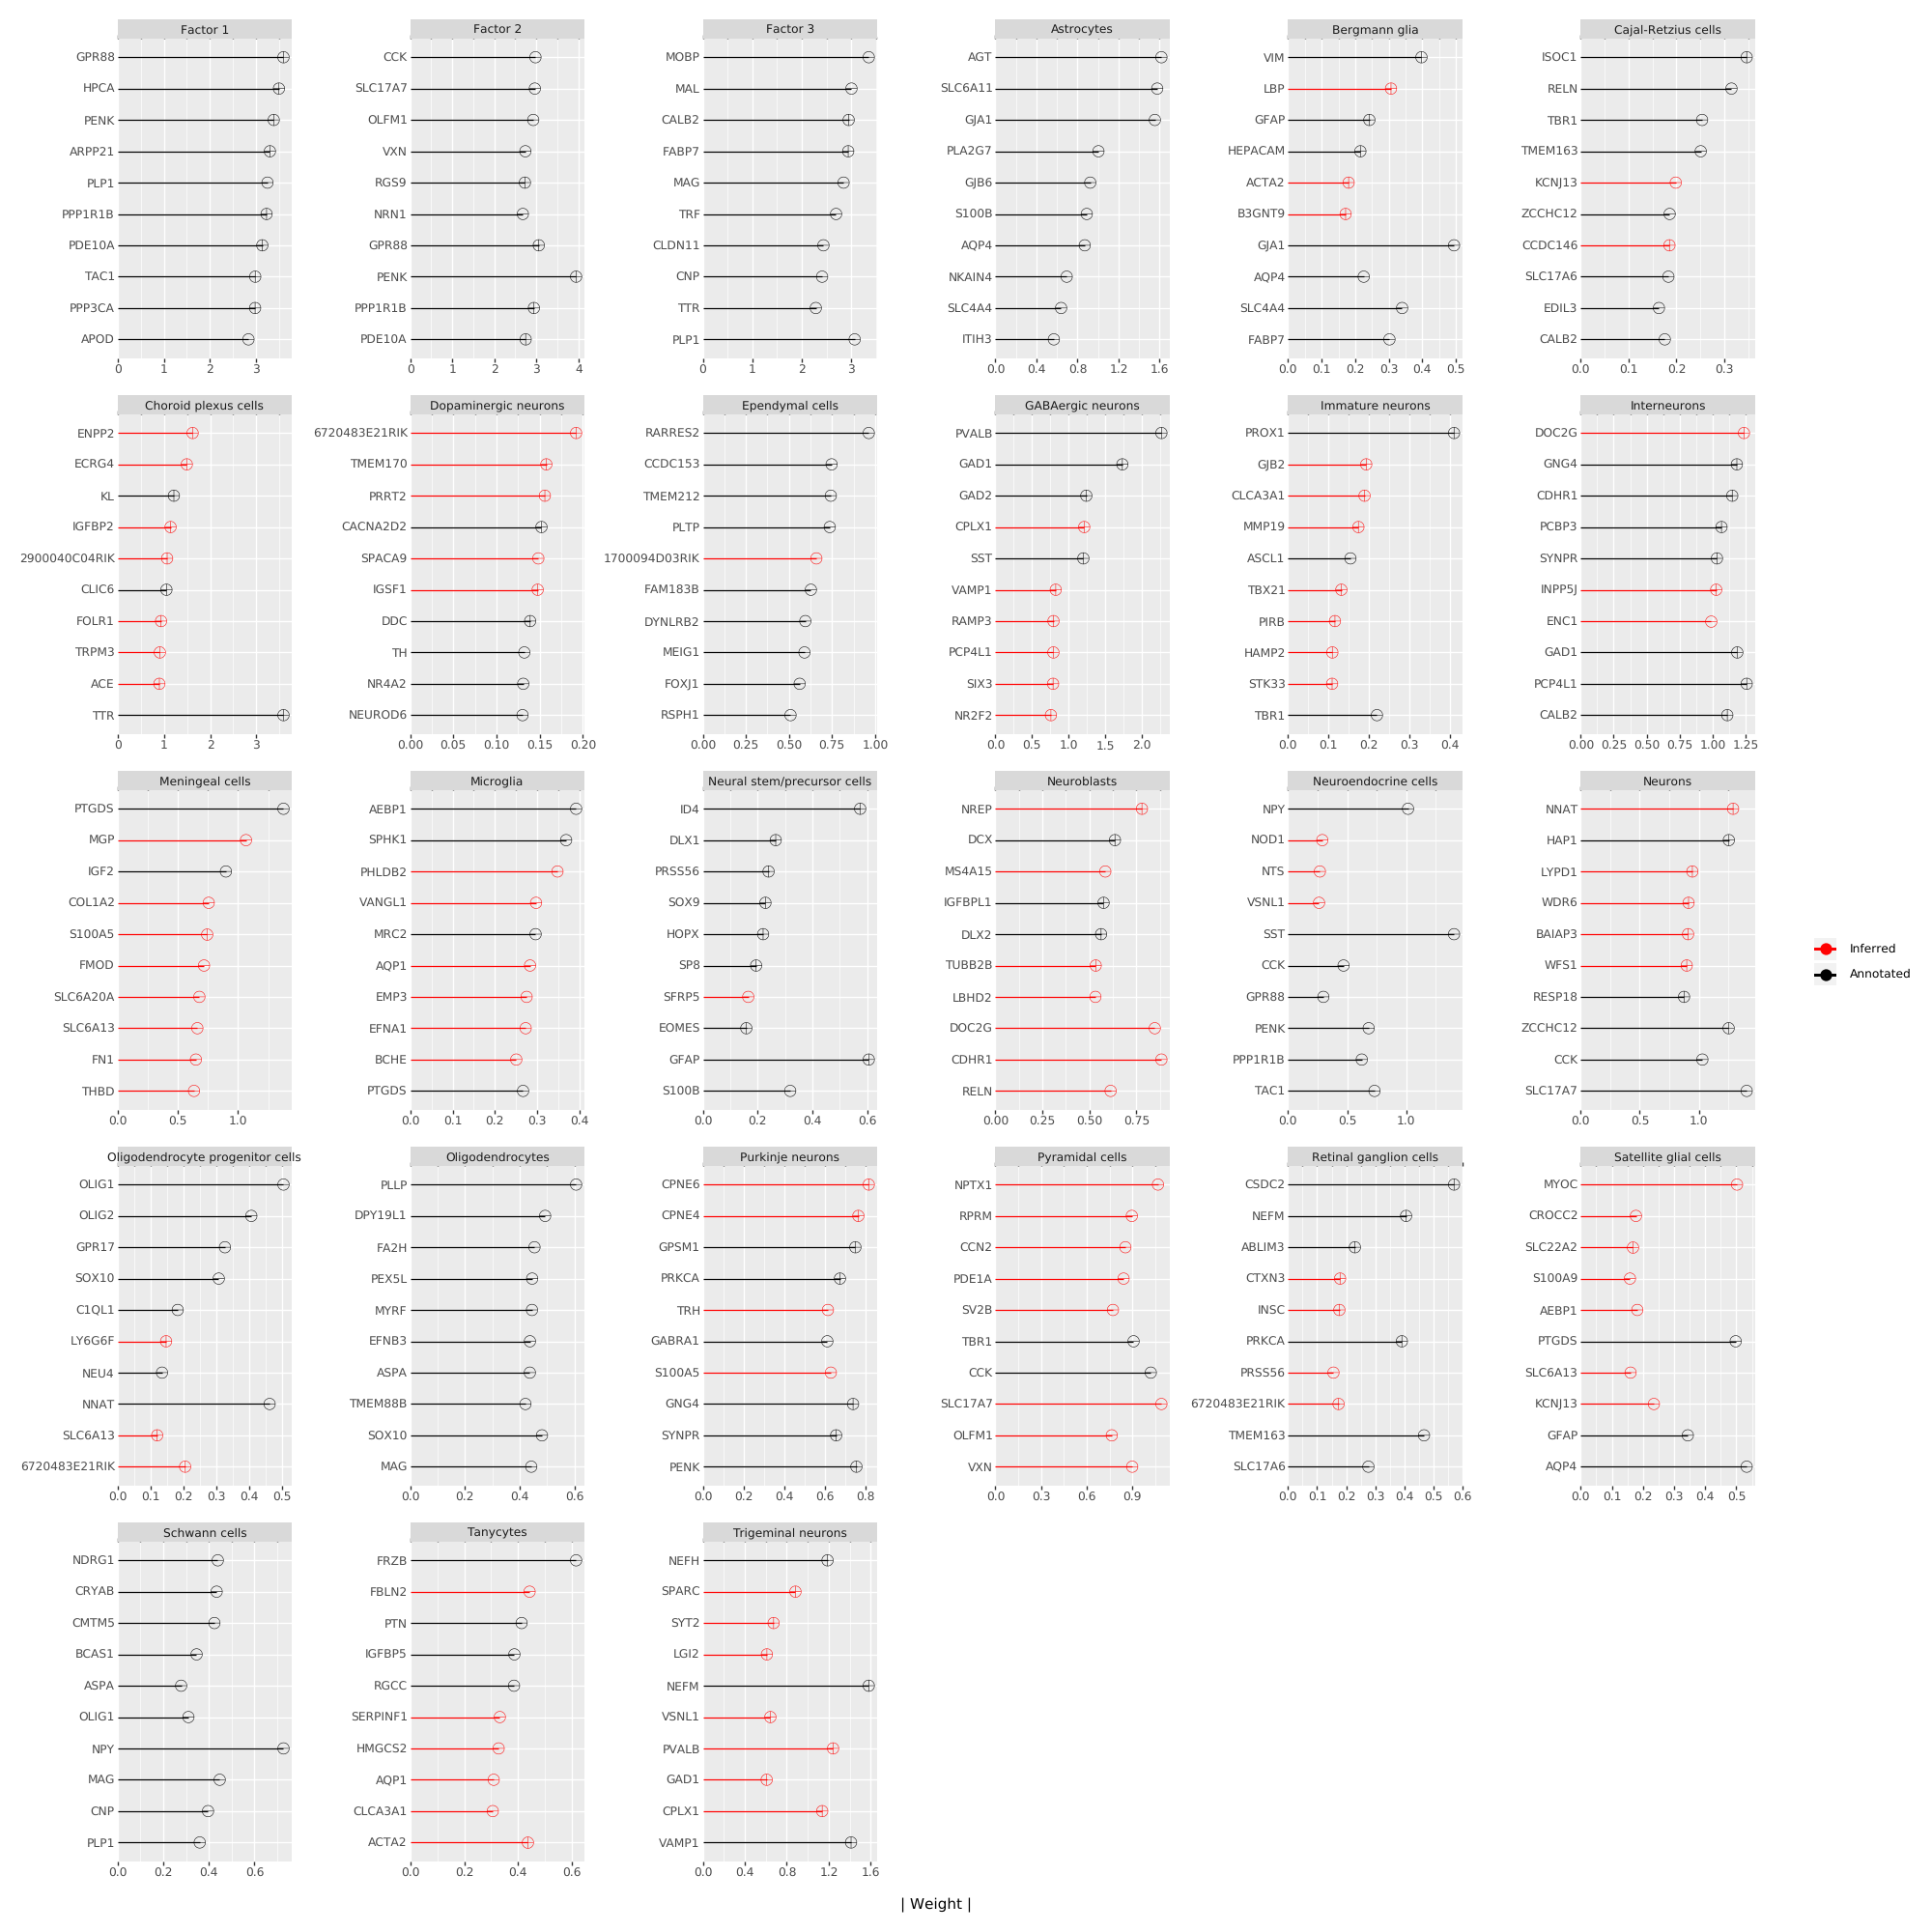 Factor 1
GPR88
HPCA
PENK
ARPP21
PLP1
PPP1R1B
PDE10A
TAC1
PPP3CA
APOD
0 1 2 3
Factor 2
CCK
SLC17A7
OLFM1
VXN
RGS9
NRN1
GPR88
PENK
PPP1R1B
PDE10A
0 1 2 3 4
Factor 3
MOBP
MAL
CALB2
FABP7
MAG
TRF
CLDN11
CNP
TTR
PLP1
0 1 2 3
Astrocytes
AGT
SLC6A11
GJA1
PLA2G7
GJB6
S100B
AQP4
NKAIN4
SLC4A4
ITIH3
0.0 0.4 0.8 1.2 1.6
Bergmann glia
VIM
LBP
GFAP
HEPACAM
ACTA2
B3GNT9
GJA1
AQP4
SLC4A4
FABP7
0.0 0.1 0.2 0.3 0.4 0.5
Cajal-Retzius cells
ISOC1
RELN
TBR1
TMEM163
KCNJ13
ZCCHC12
CCDC146
SLC17A6
EDIL3
CALB2
0.0 0.1 0.2 0.3
Choroid plexus cells
ENPP2
ECRG4
KL
IGFBP2
2900040C04RIK
CLIC6
FOLR1
TRPM3
ACE
TTR
0 1 2 3
Dopaminergic neurons
6720483E21RIK
TMEM170
PRRT2
CACNA2D2
SPACA9
IGSF1
DDC
TH
NR4A2
NEUROD6
0.00 0.05 0.10 0.15 0.20
Ependymal cells
RARRES2
CCDC153
TMEM212
PLTP
1700094D03RIK
FAM183B
DYNLRB2
MEIG1
FOXJ1
RSPH1
0.00 0.25 0.50 0.75 1.00
GABAergic neurons
PVALB
GAD1
GAD2
CPLX1
SST
VAMP1
RAMP3
PCP4L1
SIX3
NR2F2
0.0 0.5 1.0 1.5 2.0
Immature neurons
PROX1
GJB2
CLCA3A1
MMP19
ASCL1
TBX21
PIRB
HAMP2
STK33
TBR1
0.0 0.1 0.2 0.3 0.4
Interneurons
DOC2G
GNG4
CDHR1
PCBP3
SYNPR
INPP5J
ENC1
GAD1
PCP4L1
CALB2
0.00 0.25 0.50 0.75 1.00 1.25
Meningeal cells
PTGDS
MGP
IGF2
COL1A2
S100A5
FMOD
SLC6A20A
SLC6A13
FN1
THBD
0.0 0.5 1.0
Microglia
AEBP1
SPHK1
PHLDB2
VANGL1
MRC2
AQP1
EMP3
EFNA1
BCHE
PTGDS
0.0 0.1 0.2 0.3 0.4
Neural stem/precursor cells
ID4
DLX1
PRSS56
SOX9
HOPX
SP8
SFRP5
EOMES
GFAP
S100B
0.0 0.2 0.4 0.6
Neuroblasts
NREP
DCX
MS4A15
IGFBPL1
DLX2
TUBB2B
LBHD2
DOC2G
CDHR1
RELN
0.00 0.25 0.50 0.75
Neuroendocrine cells
NPY
NOD1
NTS
VSNL1
SST
CCK
GPR88
PENK
PPP1R1B
TAC1
0.0 0.5 1.0
Neurons
NNAT
HAP1
LYPD1
WDR6
BAIAP3
WFS1
RESP18
ZCCHC12
CCK
SLC17A7
0.0 0.5 1.0
Inferred
Annotated
Oligodendrocyte progenitor cells
OLIG1
OLIG2
GPR17
SOX10
C1QL1
LY6G6F
NEU4
NNAT
SLC6A13
6720483E21RIK
0.0 0.1 0.2 0.3 0.4 0.5
Oligodendrocytes
PLLP
DPY19L1
FA2H
PEX5L
MYRF
EFNB3
ASPA
TMEM88B
SOX10
MAG
0.0 0.2 0.4 0.6
Purkinje neurons
CPNE6
CPNE4
GPSM1
PRKCA
TRH
GABRA1
S100A5
GNG4
SYNPR
PENK
0.0 0.2 0.4 0.6 0.8
Pyramidal cells
NPTX1
RPRM
CCN2
PDE1A
SV2B
TBR1
CCK
SLC17A7
OLFM1
VXN
0.0 0.3 0.6 0.9
Retinal ganglion cells
CSDC2
NEFM
ABLIM3
CTXN3
INSC
PRKCA
PRSS56
6720483E21RIK
TMEM163
SLC17A6
0.0 0.1 0.2 0.3 0.4 0.5 0.6
Satellite glial cells
MYOC
CROCC2
SLC22A2
S100A9
AEBP1
PTGDS
SLC6A13
KCNJ13
GFAP
AQP4
0.0 0.1 0.2 0.3 0.4 0.5
Schwann cells
NDRG1
CRYAB
CMTM5
BCAS1
ASPA
OLIG1
NPY
MAG
CNP
PLP1
0.0 0.2 0.4 0.6
Tanycytes
FRZB
FBLN2
PTN
IGFBP5
RGCC
SERPINF1
HMGCS2
AQP1
CLCA3A1
ACTA2
0.0 0.2 0.4 0.6
Trigeminal neurons
NEFH
SPARC
SYT2
LGI2
NEFM
VSNL1
PVALB
GAD1
CPLX1
VAMP1
0.0 0.4 0.8 1.2 1.6
| Weight |